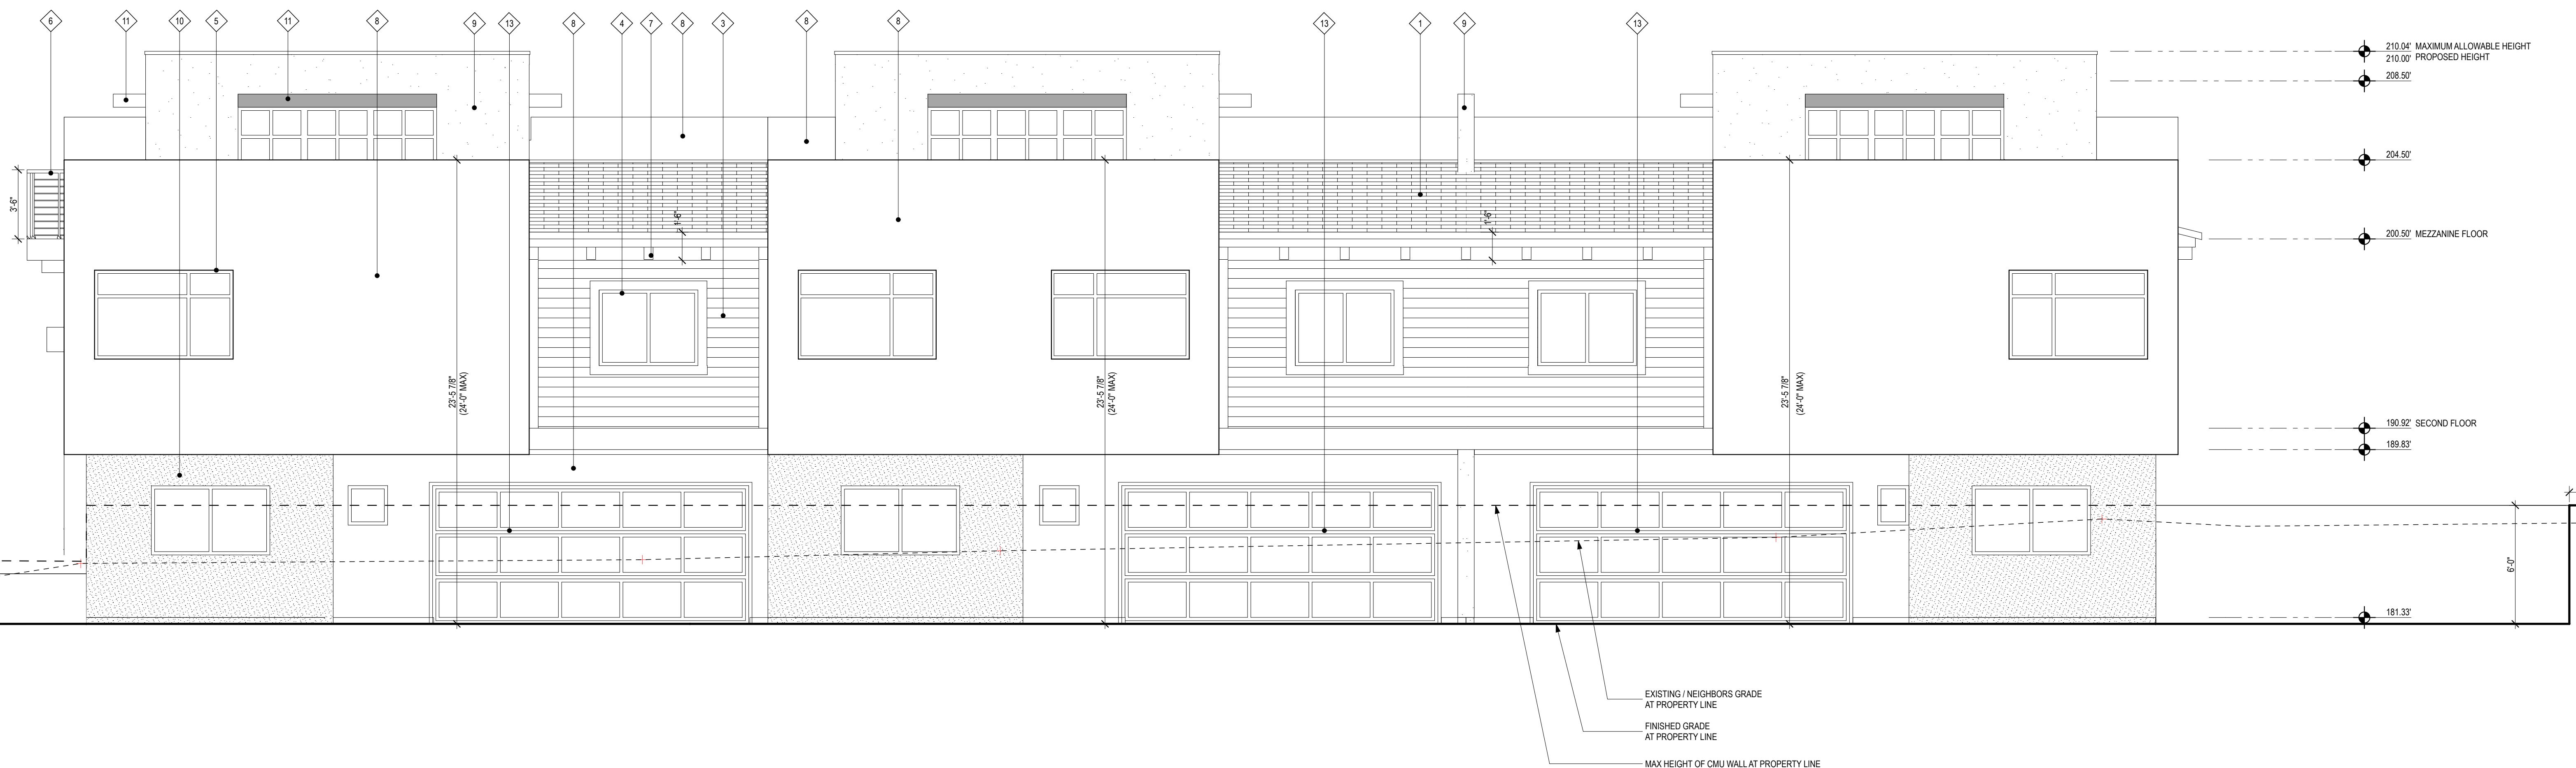 6
11
10
5
11
8
9
13
8
4
7
8
3
8
8
13
1
9
13
210.04' MAXIMUM ALLOWABLE HEIGHT
210.00' PROPOSED HEIGHT
208.50'
204.50'
3'-6"
1'-6"
1'-6"
200.50' MEZZANINE FLOOR
23'-5 7/8"
(24'-0" MAX)
23'-5 7/8"
(24'-0" MAX)
23'-5 7/8"
(24'-0" MAX)
190.92' SECOND FLOOR
189.83'
6'-0"
181.33'
EXISTING / NEIGHBORS GRADE
AT PROPERTY LINE
FINISHED GRADE
AT PROPERTY LINE
MAX HEIGHT OF CMU WALL AT PROPERTY LINE